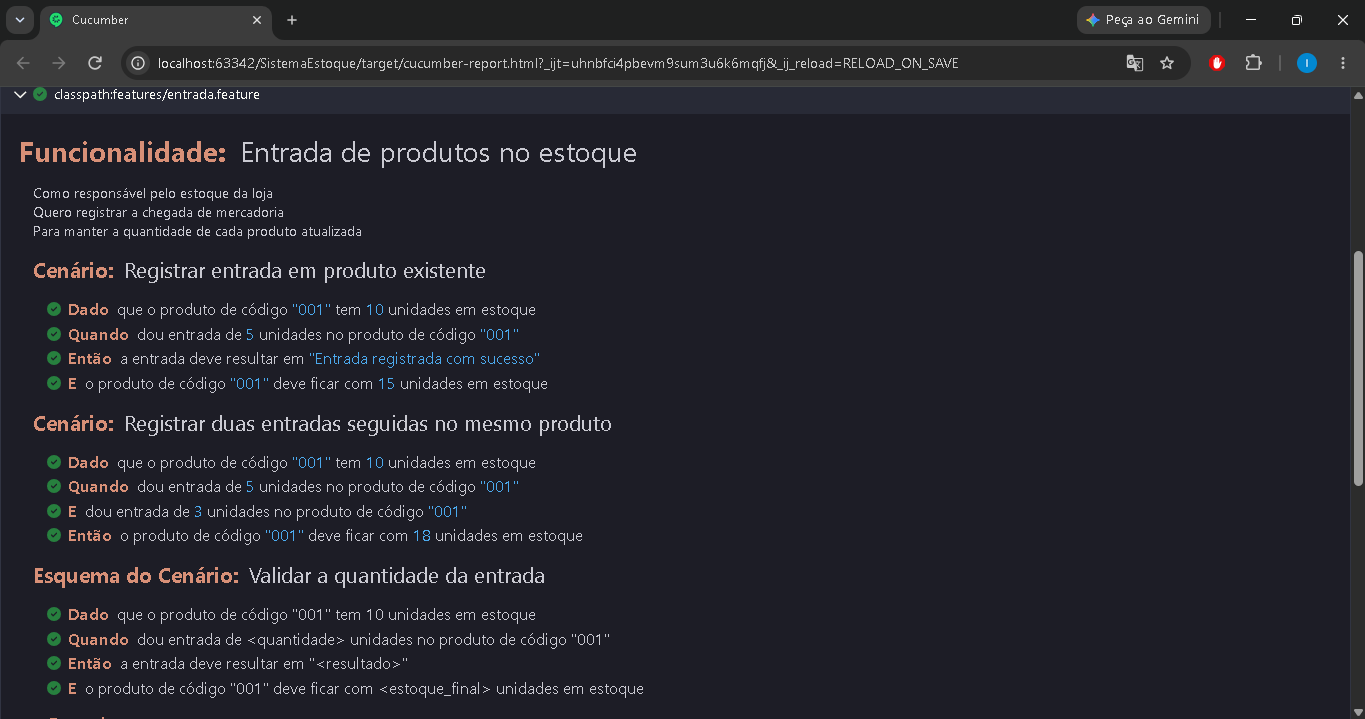 Cucumber
Peça ao Gemini
localhost:63342/SistemaEstoque/target/cucumber-report.html?_ijt=uhnbfci4pbevm9sum3u6k6mqfj&_ij_reload=RELOAD_ON_SAVE
I
classpath:features/entrada.feature
Funcionalidade: Entrada de produtos no estoque
Como responsável pelo estoque da loja
Quero registrar a chegada de mercadoria
Para manter a quantidade de cada produto atualizada
Cenário: Registrar entrada em produto existente
Dado que o produto de código "001" tem 10 unidades em estoque
Quando dou entrada de 5 unidades no produto de código "001"
Então a entrada deve resultar em "Entrada registrada com sucesso"
E o produto de código "001" deve ficar com 15 unidades em estoque
Cenário: Registrar duas entradas seguidas no mesmo produto
Dado que o produto de código "001" tem 10 unidades em estoque
Quando dou entrada de 5 unidades no produto de código "001"
E dou entrada de 3 unidades no produto de código "001"
Então o produto de código "001" deve ficar com 18 unidades em estoque
Esquema do Cenário: Validar a quantidade da entrada
Dado que o produto de código "001" tem 10 unidades em estoque
Quando dou entrada de <quantidade> unidades no produto de código "001"
Então a entrada deve resultar em "<resultado>"
E o produto de código "001" deve ficar com <estoque_final> unidades em estoque